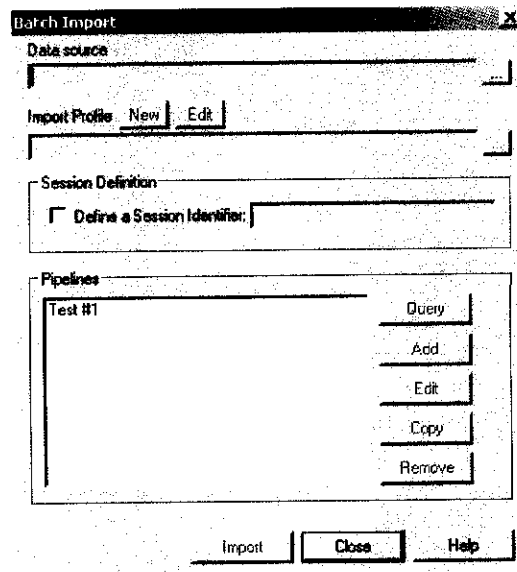 Batch Import X
Data source
...
Import Profile New Edit
...
Session Definition
Define a Session Identifier:
Pipelines
Test #1
Query
Add
Edit
Copy
Remove
Import Close Help